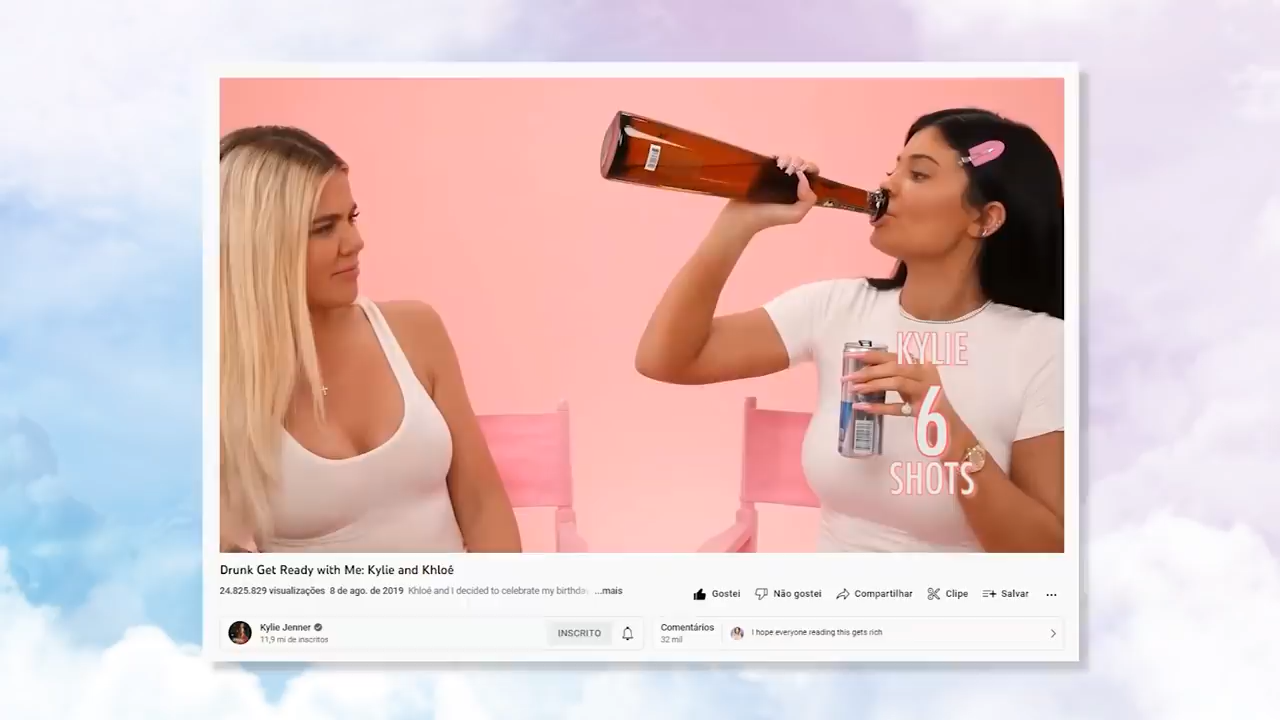 KYLIE
6
SHOTS
Drunk Get Ready with Me: Kylie and Khloé
24.825.829 visualizações 8 de ago. de 2019 Khloé and I decided to celebrate my birthda ...mais
Gostei Não gostei Compartilhar Clipe Salvar
Kylie Jenner
11,9 mi de inscritos
INSCRITO
Comentários
32 mil
I hope everyone reading this gets rich